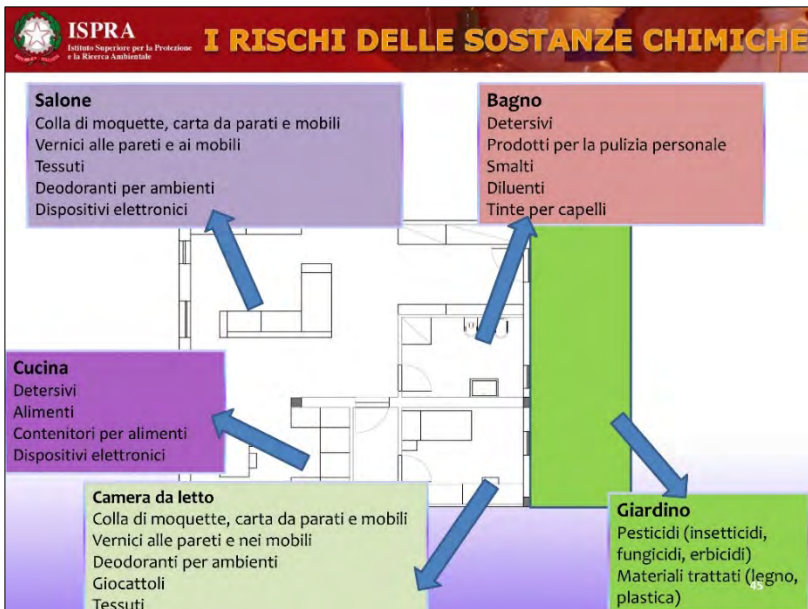 ISPRA
Istituto Superiore per la Protezione
e la Ricerca Ambientale
I RISCHI DELLE SOSTANZE CHIMICHE
Salone
Colla di moquette, carta da parati e mobili
Vernici alle pareti e ai mobili
Tessuti
Deodoranti per ambienti
Dispositivi elettronici
Bagno
Detersivi
Prodotti per la pulizia personale
Smalti
Diluenti
Tinte per capelli
Cucina
Detersivi
Alimenti
Contenitori per alimenti
Dispositivi elettronici
Camera da letto
Colla di moquette, carta da parati e mobili
Vernici alle pareti e nei mobili
Deodoranti per ambienti
Giocattoli
Tessuti
Giardino
Pesticidi (insetticidi,
fungicidi, erbicidi)
Materiali trattati (legno,
plastica)
45